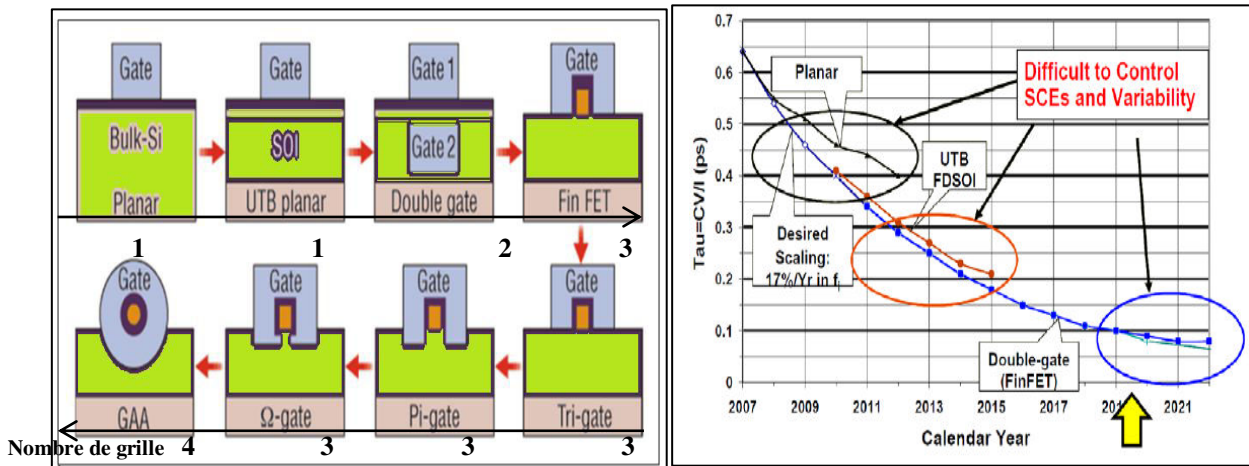 Gate
Gate
Gate 1
Gate
Bulk-Si
SOI
Gate 2
Planar
UTB planar
Double gate
Fin FET
1
1
2
3
Gate
Gate
Gate
Gate
GAA
Ω-gate
Pi-gate
Tri-gate
Nombre de grille
4
3
3
3
0.7
0.6
0.5
0.4
0.3
0.2
0.1
0
Tau=CV/I (ps)
Planar
Difficult to Control
SCEs and Variability
UTB
FDSOI
Desired
Scaling:
17%/Yr in f
Double-gate
(FinFET)
2007
2009
2011
2013
2015
2017
2021
Calendar Year